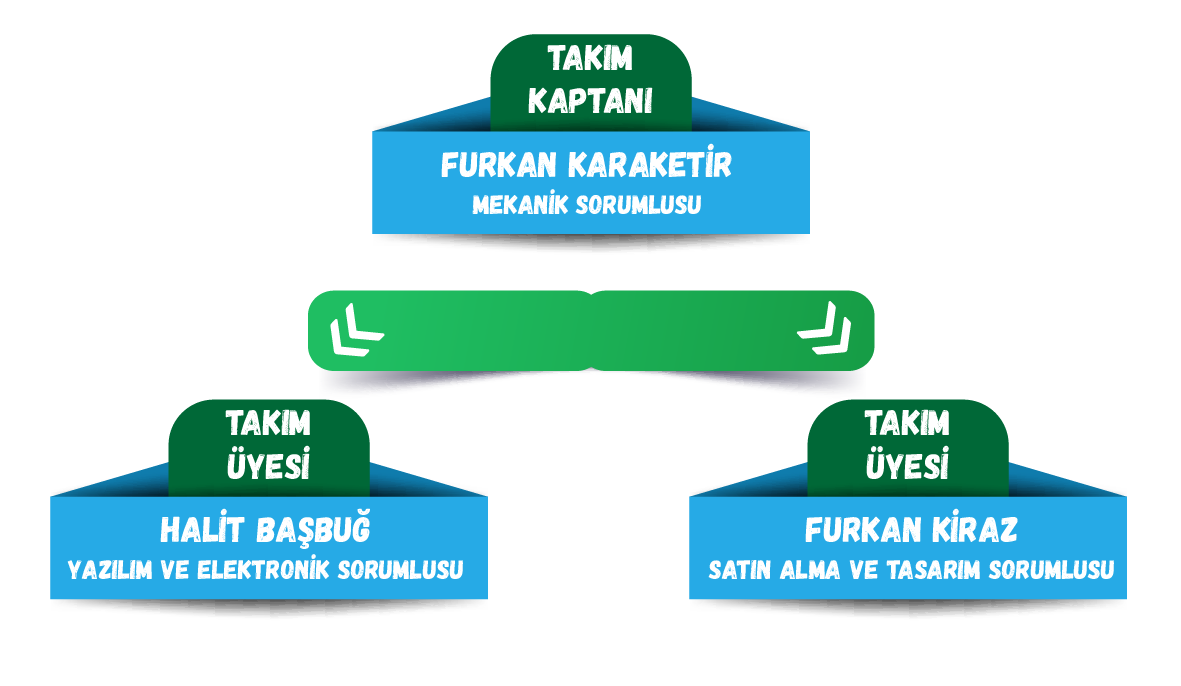 TAKIM
KAPTANI
FURKAN KARAKETİR
MEKANİK SORUMLUSU
TAKIM
ÜYESİ
HALİT BAŞBUĞ
YAZILIM VE ELEKTRONİK SORUMLUSU
TAKIM
ÜYESİ
FURKAN KİRAZ
SATIN ALMA VE TASARIM SORUMLUSU